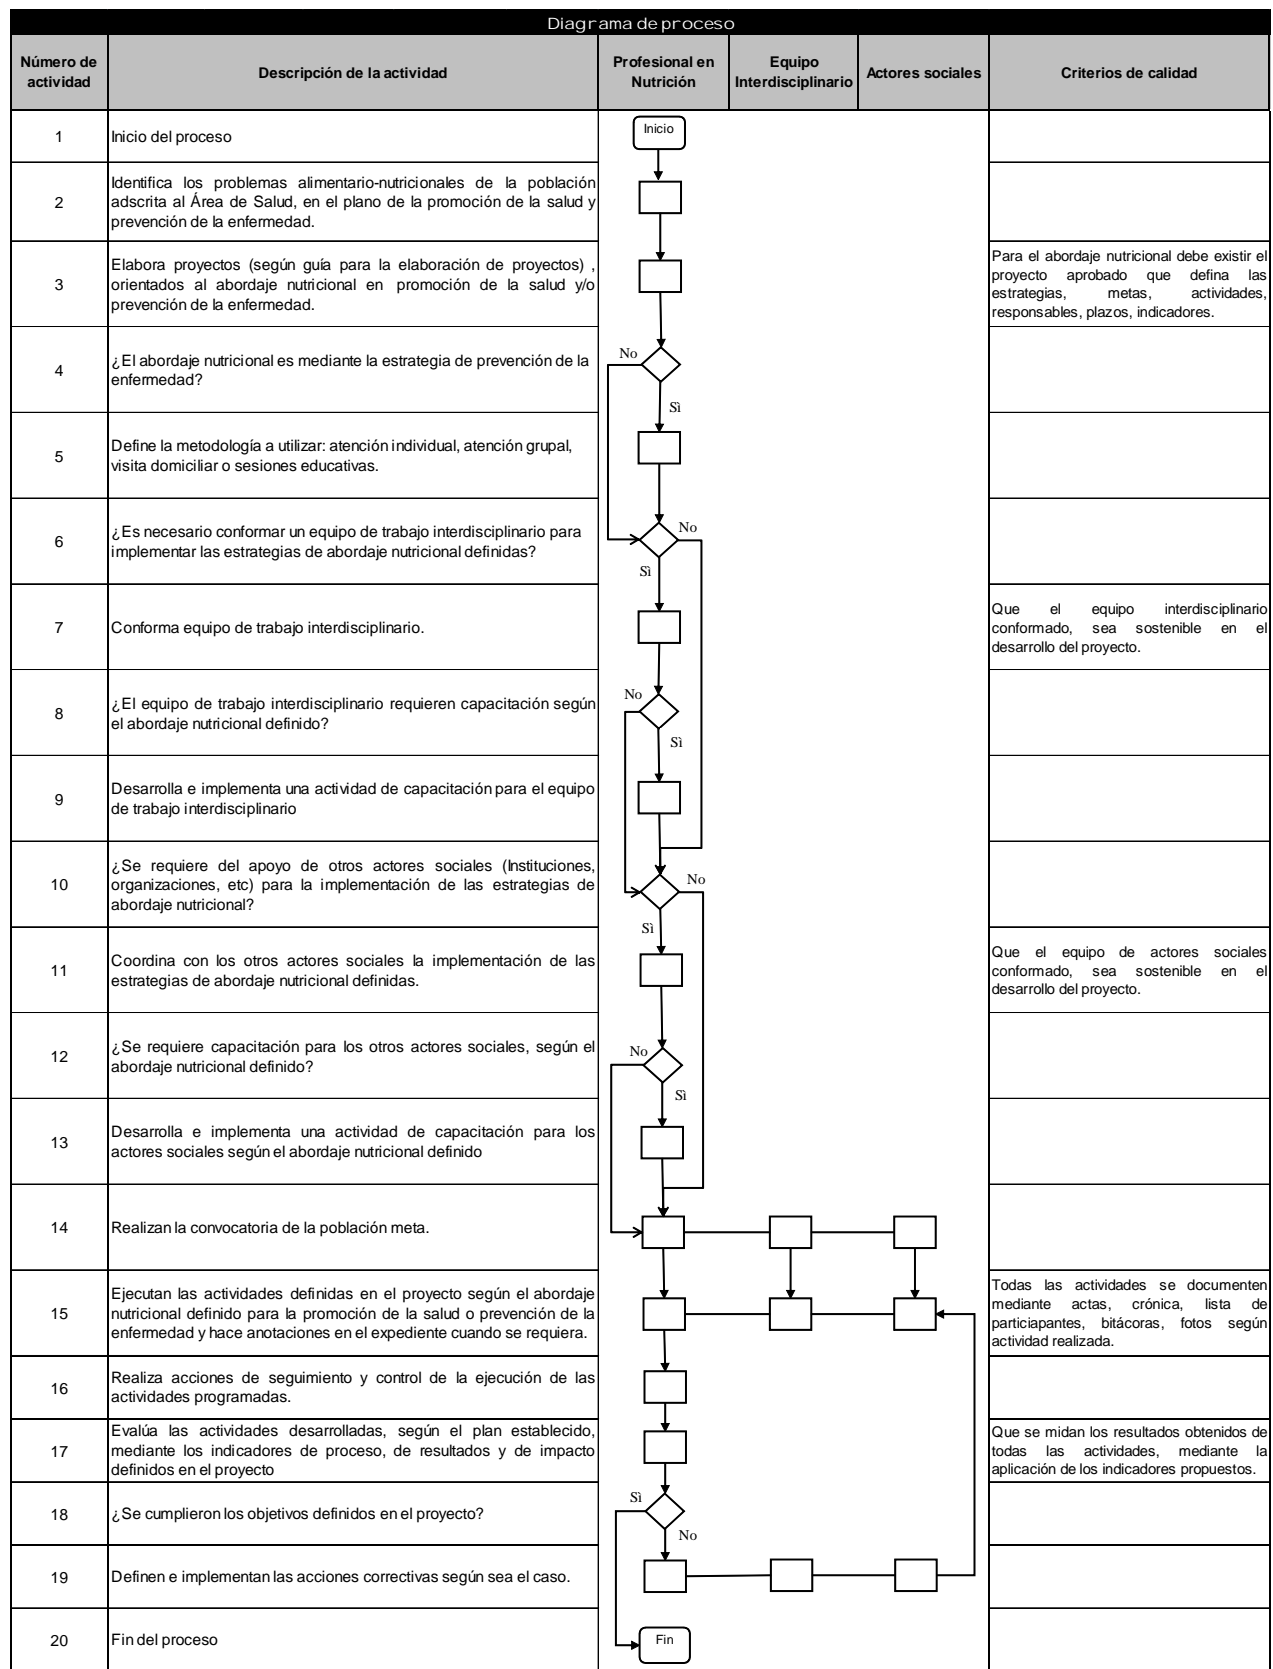 Diagrama de proceso
Número de
actividad
Descripción de la actividad
Profesional en
Nutrición
Equipo
Interdisciplinario
Actores sociales
Criterios de calidad
1
Inicio del proceso
Inicio
2
Identifica los problemas alimentario-nutricionales de la población
adscrita al Área de Salud, en el plano de la promoción de la salud y
prevención de la enfermedad.
3
Elabora proyectos (según guía para la elaboración de proyectos) ,
orientados al abordaje nutricional en promoción de la salud y/o
prevención de la enfermedad.
Para el abordaje nutricional debe existir el
proyecto aprobado que defina las
estrategias, metas, actividades,
responsables, plazos, indicadores.
4
¿El abordaje nutricional es mediante la estrategia de prevención de la
enfermedad?
No
Sì
5
Define la metodología a utilizar: atención individual, atención grupal,
visita domiciliar o sesiones educativas.
6
¿Es necesario conformar un equipo de trabajo interdisciplinario para
implementar las estrategias de abordaje nutricional definidas?
No
Sì
7
Conforma equipo de trabajo interdisciplinario.
Que el equipo interdisciplinario
conformado, sea sostenible en el
desarrollo del proyecto.
8
¿El equipo de trabajo interdisciplinario requieren capacitación según
el abordaje nutricional definido?
No
Sì
9
Desarrolla e implementa una actividad de capacitación para el equipo
de trabajo interdisciplinario
10
¿Se requiere del apoyo de otros actores sociales (Instituciones,
organizaciones, etc) para la implementación de las estrategias de
abordaje nutricional?
No
Sì
11
Coordina con los otros actores sociales la implementación de las
estrategias de abordaje nutricional definidas.
Que el equipo de actores sociales
conformado, sea sostenible en el
desarrollo del proyecto.
12
¿Se requiere capacitación para los otros actores sociales, según el
abordaje nutricional definido?
No
Sì
13
Desarrolla e implementa una actividad de capacitación para los
actores sociales según el abordaje nutricional definido
14
Realizan la convocatoria de la población meta.
15
Ejecutan las actividades definidas en el proyecto según el abordaje
nutricional definido para la promoción de la salud o prevención de la
enfermedad y hace anotaciones en el expediente cuando se requiera.
Todas las actividades se documenten
mediante actas, crónica, lista de
particiapantes, bitácoras, fotos según
actividad realizada.
16
Realiza acciones de seguimiento y control de la ejecución de las
actividades programadas.
17
Evalúa las actividades desarrolladas, según el plan establecido,
mediante los indicadores de proceso, de resultados y de impacto
definidos en el proyecto
Que se midan los resultados obtenidos de
todas las actividades, mediante la
aplicación de los indicadores propuestos.
18
¿Se cumplieron los objetivos definidos en el proyecto?
Sì
No
19
Definen e implementan las acciones correctivas según sea el caso.
20
Fin del proceso
Fin